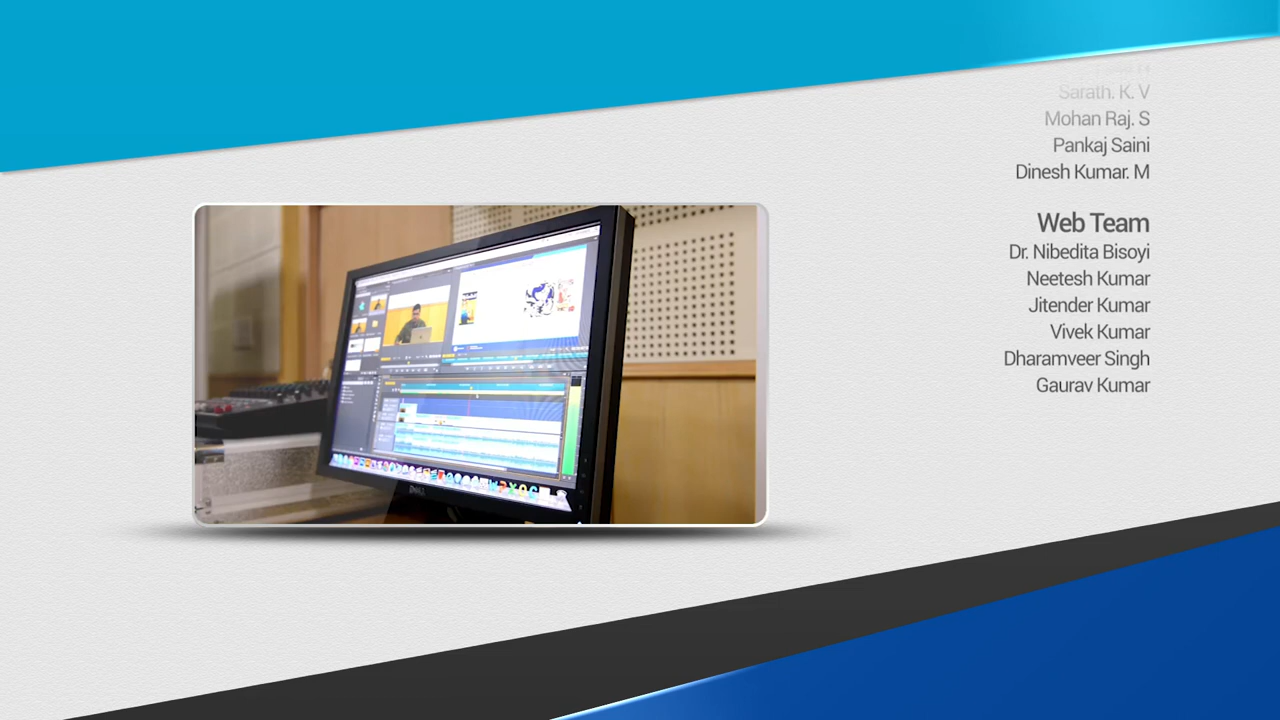 Sarath. K. V
Mohan Raj. S
Pankaj Saini
Dinesh Kumar. M
Web Team
Dr. Nibedita Bisoyi
Neetesh Kumar
Jitender Kumar
Vivek Kumar
Dharamveer Singh
Gaurav Kumar
DELL